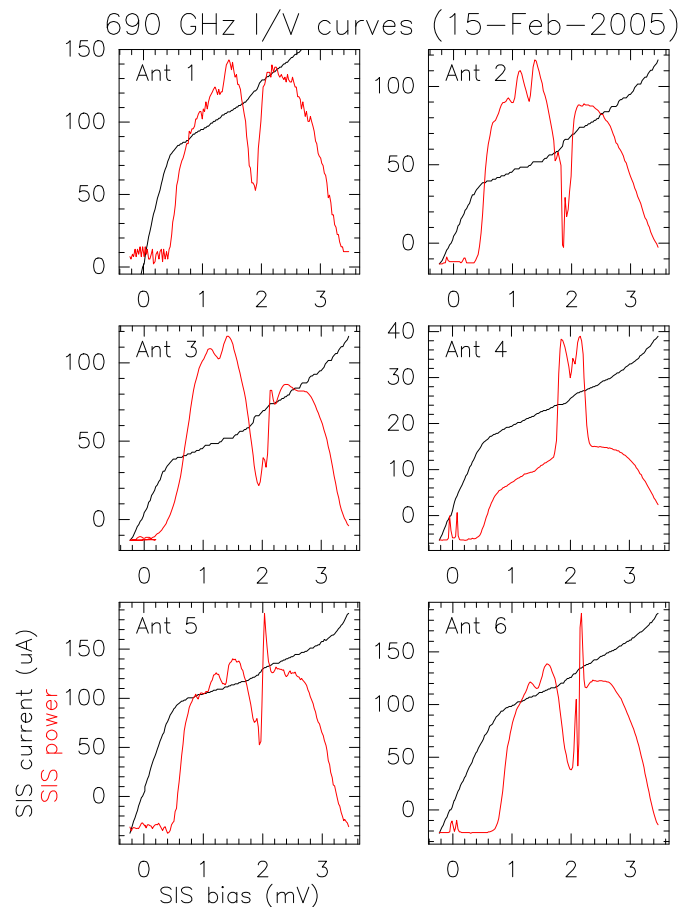 690 GHz I/V curves (15-Feb-2005)
Ant 1
150
100
50
0
0 1 2 3
Ant 2
100
50
0
0 1 2 3
Ant 3
100
50
0
0 1 2 3
Ant 4
40
30
20
10
0
0 1 2 3
Ant 5
150
100
50
0
0 1 2 3
Ant 6
150
100
50
0
0 1 2 3
SIS current (uA)
SIS power
SIS bias (mV)